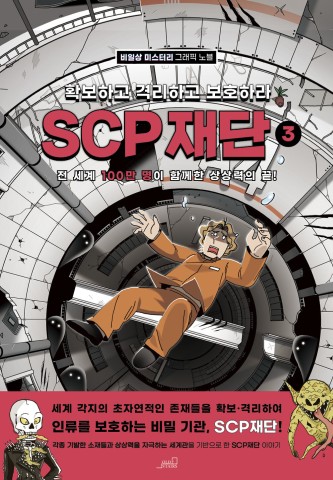 비일상 미스터리 그래픽 노블
확보하고 격리하고 보호하라
SCP 재단 3
전 세계 100만 명이 함께한 상상력의 끝!
세계 각지의 초자연적인 존재들을 확보·격리하여
인류를 보호하는 비밀 기관, SCP재단!
각종 기발한 소재들과 상상력을 자극하는 세계관을 기반으로 한 SCP재단 이야기